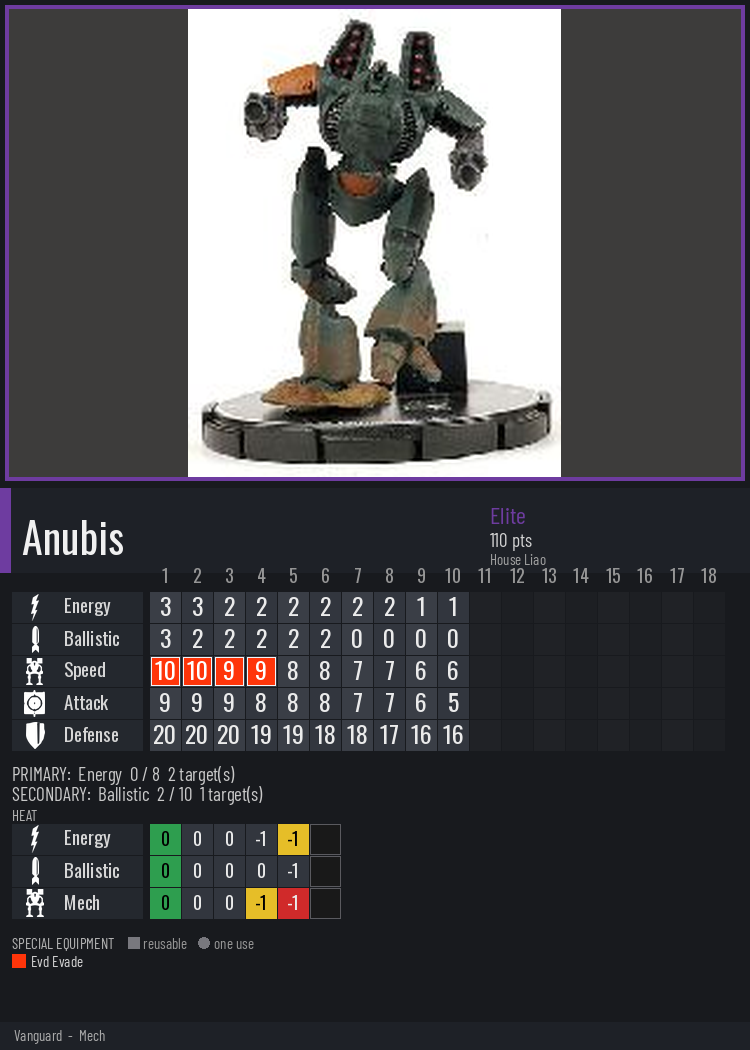 Anubis
Elite
110 pts
House Liao
1 2 3 4 5 6 7 8 9 10 11 12 13 14 15 16 17 18
Energy 3 3 2 2 2 2 2 2 1 1
Ballistic 3 2 2 2 2 2 0 0 0 0
Speed 10 10 9 9 8 8 7 7 6 6
Attack 9 9 9 8 8 8 7 7 6 5
Defense 20 20 20 19 19 18 18 17 16 16
PRIMARY: Energy 0 / 8 2 target(s)
SECONDARY: Ballistic 2 / 10 1 target(s)
HEAT
Energy 0 0 0 -1 -1
Ballistic 0 0 0 0 -1
Mech 0 0 0 -1 -1
SPECIAL EQUIPMENT reusable one use
Evd Evade
Vanguard - Mech